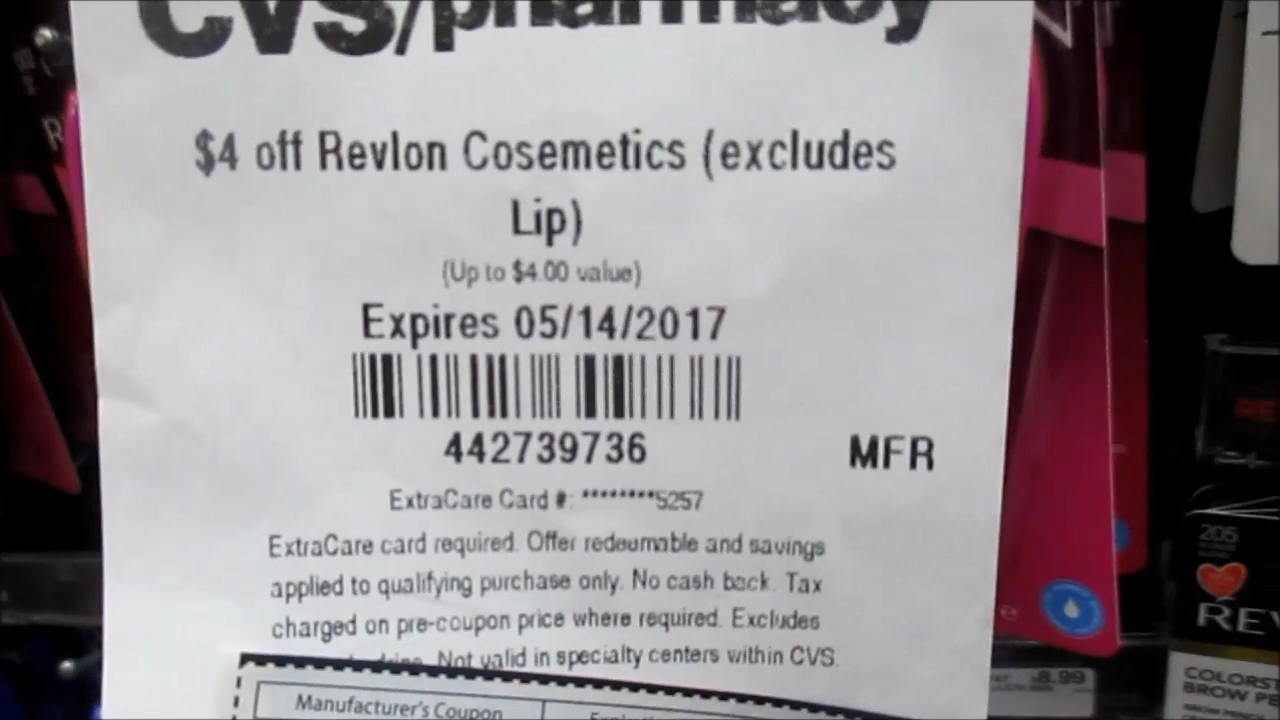 CVS/pharmacy
$4 off Revlon Cosemetics (excludes
Lip)
(Up to $4.00 value)
Expires 05/14/2017
442739736
MFR
ExtraCare Card #: ********5257
ExtraCare card required. Offer redeemable and savings
applied to qualifying purchase only. No cash back. Tax
charged on pre-coupon price where required. Excludes
Not valid in specialty centers within CVS.
Manufacturer's Coupon
205
REV
COLORST
BROW PE
8.99